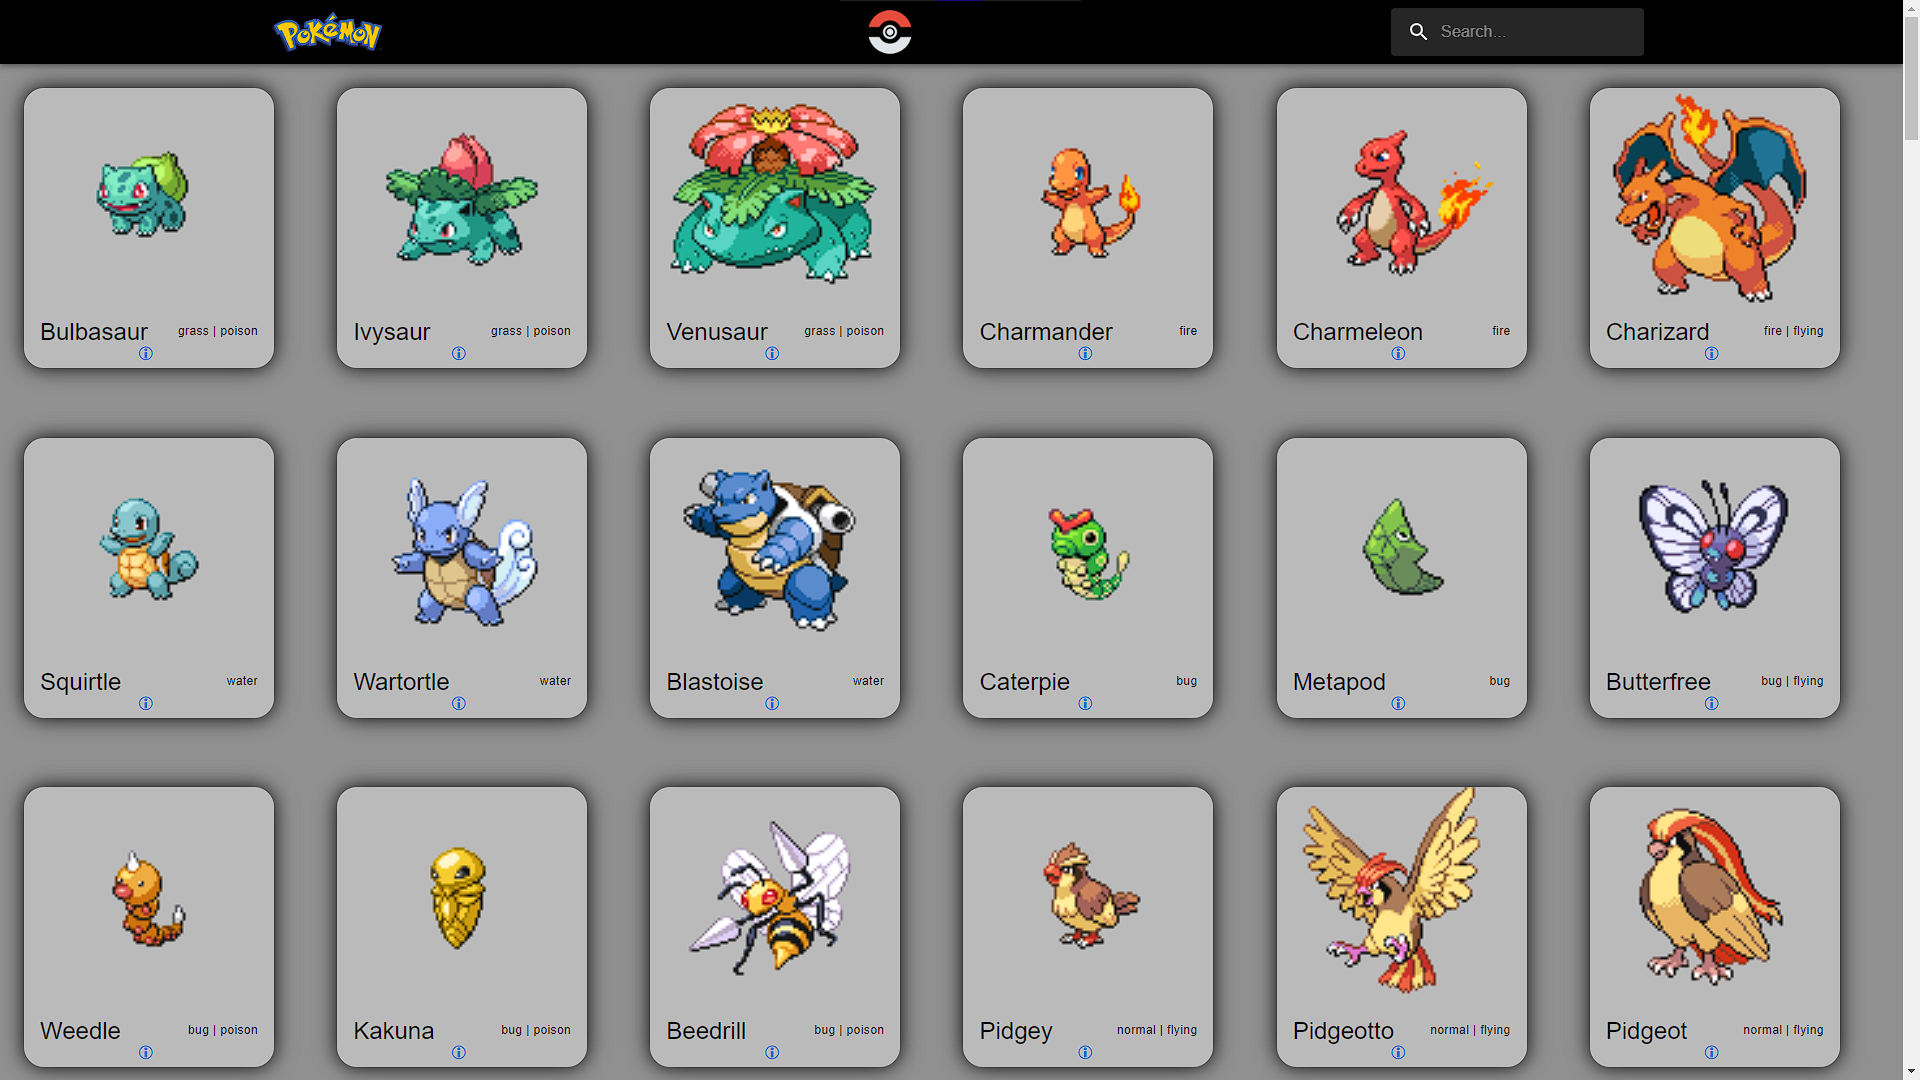 POKéMON
Search...
Bulbasaur grass | poison
Ivysaur grass | poison
Venusaur grass | poison
Charmander fire
Charmeleon fire
Charizard fire | flying
Squirtle water
Wartortle water
Blastoise water
Caterpie bug
Metapod bug
Butterfree bug | flying
Weedle bug | poison
Kakuna bug | poison
Beedrill bug | poison
Pidgey normal | flying
Pidgeotto normal | flying
Pidgeot normal | flying